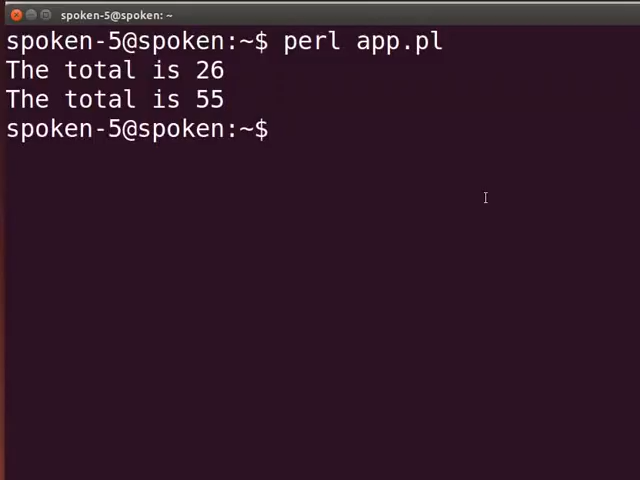 spoken-5@spoken: ~
spoken-5@spoken:~$ perl app.pl
The total is 26
The total is 55
spoken-5@spoken:~$